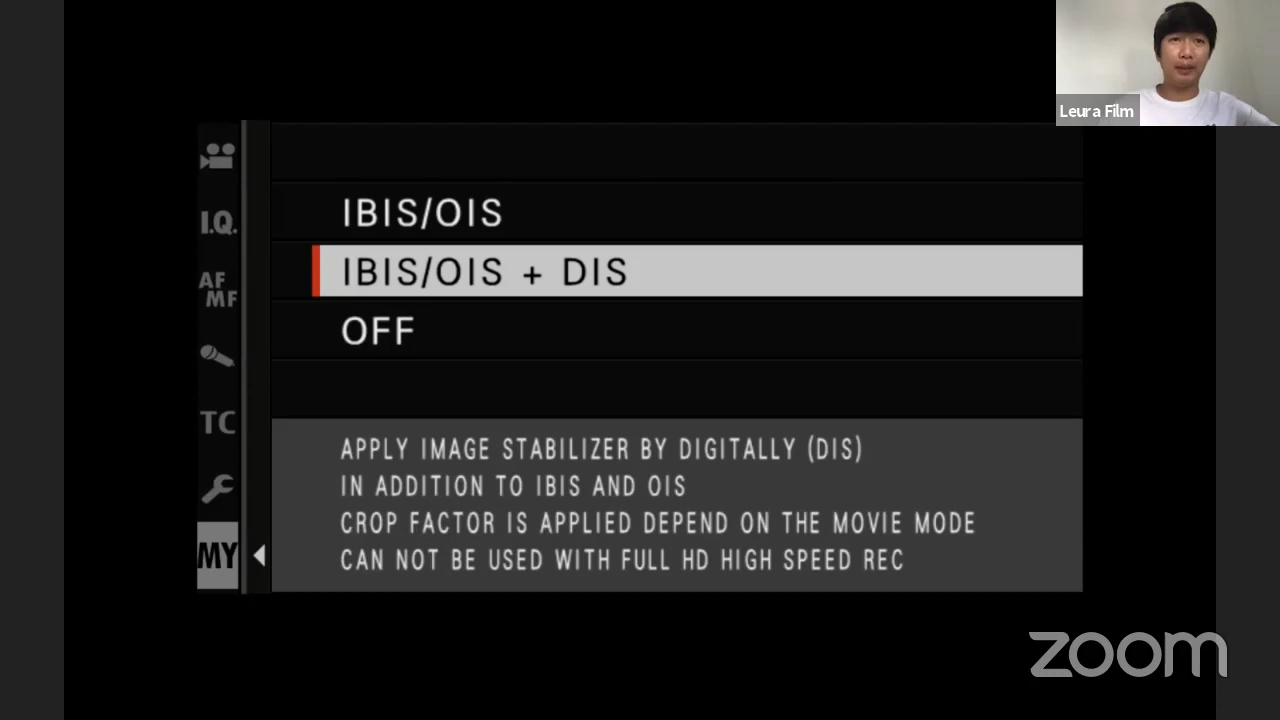 Leura Film
I.Q.
AF
MF
TC
MY
IBIS/OIS
IBIS/OIS + DIS
OFF
APPLY IMAGE STABILIZER BY DIGITALLY (DIS)
IN ADDITION TO IBIS AND OIS
CROP FACTOR IS APPLIED DEPEND ON THE MOVIE MODE
CAN NOT BE USED WITH FULL HD HIGH SPEED REC
zoom